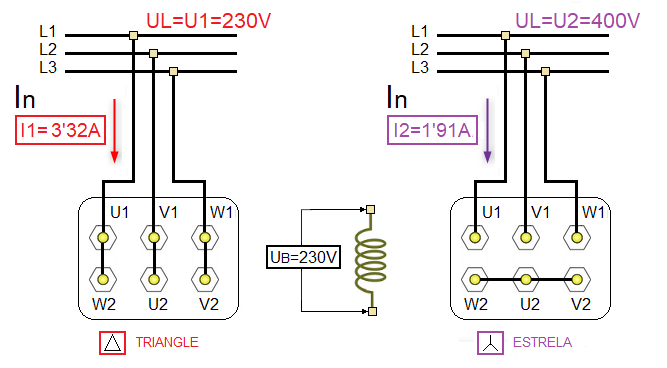 UL=U1=230V
L1
L2
L3
In
I1= 3'32A
U1 V1 W1
W2 U2 V2
TRIANGLE
UB=230V
UL=U2=400V
L1
L2
L3
In
I2=1'91A
U1 V1 W1
W2 U2 V2
ESTRELA